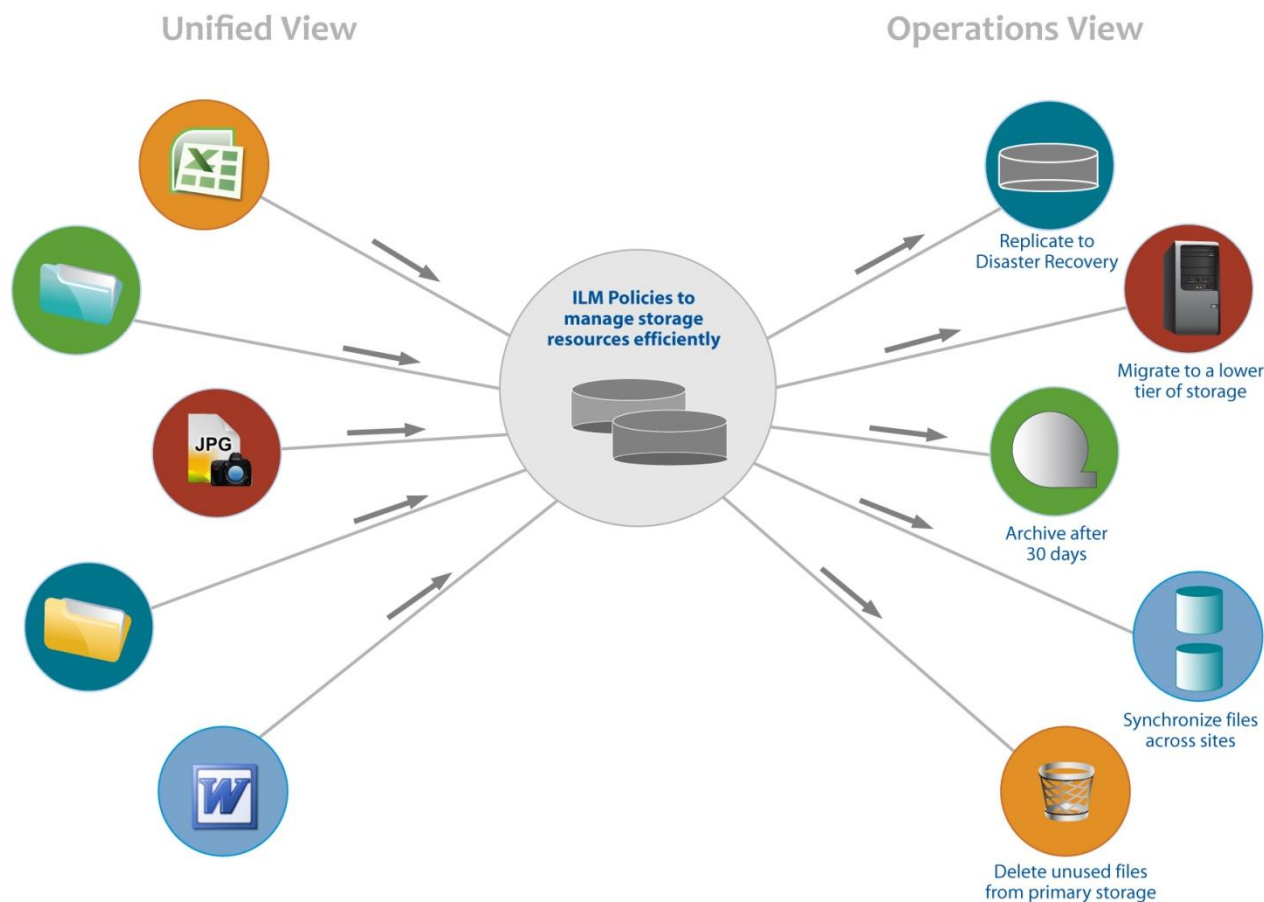 Unified View
Operations View
ILM Policies to
manage storage
resources efficiently
JPG
W
X
Replicate to
Disaster Recovery
Migrate to a lower
tier of storage
Archive after
30 days
Synchronize files
across sites
Delete unused files
from primary storage